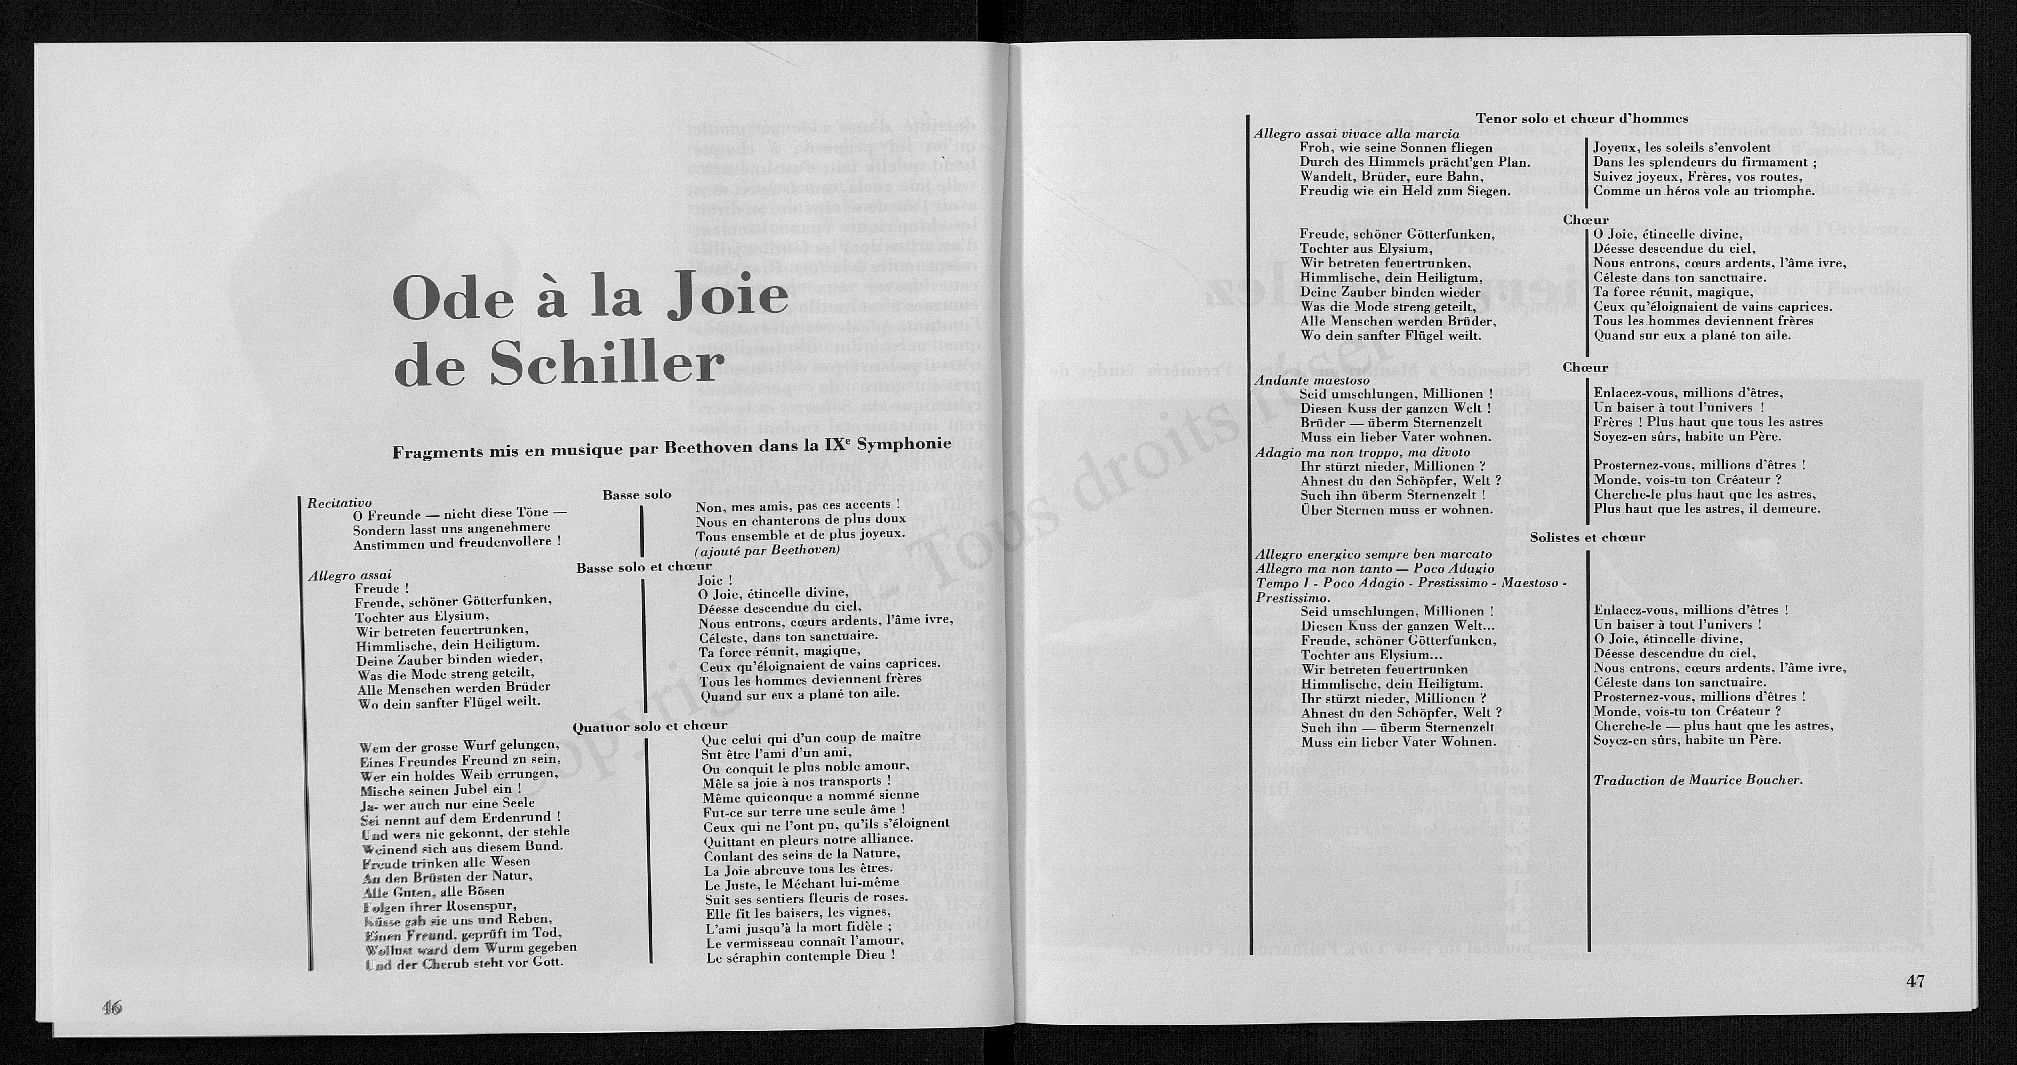 Ode à la Joie
de Schiller
Fragments mis en musique par Beethoven dans la IXe Symphonie
Basse solo
Recitativo
O Freunde — nicht diese Töne —
Sondern lasst uns angenehmere
Anstimmen und freudenvollere !
Non, mes amis, pas ces accents !
Nous en chanterons de plus doux
Tous ensemble et de plus joyeux.
(ajouté par Beethoven)
Basse solo et chœur
Allegro assai
Freude !
Freude, schöner Götterfunken,
Tochter aus Elysium,
Wir betreten feuertrunken,
Himmlische, dein Heiligtum.
Deine Zauber binden wieder,
Was die Mode streng geteilt,
Alle Menschen werden Brüder
Wo dein sanfter Flügel weilt.
Joie !
O Joie, étincelle divine,
Déesse descendue du ciel,
Nous entrons, cœurs ardents, l'âme ivre,
Céleste, dans ton sanctuaire.
Ta force réunit, magique,
Ceux qu'éloignaient de vains caprices.
Tous les hommes deviennent frères
Quand sur eux a plané ton aile.
Quatuor solo et chœur
Wem der grosse Wurf gelungen,
Eines Freundes Freund zu sein,
Wer ein holdes Weib errungen,
Mische seinen Jubel ein !
Ja- wer auch nur eine Seele
Sei nennt auf dem Erdenrund !
Und wers nie gekonnt, der stehle
Weinend sich aus diesem Bund.
Freude trinken alle Wesen
An den Brüsten der Natur,
Alle Guten, alle Bösen
Folgen ihrer Rosenspur,
Küsse gab sie uns und Reben,
Einen Freund, geprüft im Tod,
Wollust ward dem Wurm gegeben
Und der Cherub steht vor Gott.
Que celui qui d'un coup de maître
Sut être l'ami d'un ami,
Ou conquit le plus noble amour,
Mêle sa joie à nos transports !
Même quiconque a nommé sienne
Fut-ce sur terre une seule âme !
Ceux qui ne l'ont pu, qu'ils s'éloignent
Quittant en pleurs notre alliance.
Coulant des seins de la Nature,
La Joie abreuve tous les êtres.
Le Juste, le Méchant lui-même
Suit ses sentiers fleuris de roses.
Elle fit les baisers, les vignes,
L'ami jusqu'à la mort fidèle ;
Le vermisseau connaît l'amour,
Le séraphin contemple Dieu !
46
Tenor solo et chœur d'hommes
Allegro assai vivace alla marcia
Froh, wie seine Sonnen fliegen
Durch des Himmels prächt'gen Plan.
Wandelt, Brüder, eure Bahn,
Freudig wie ein Held zum Siegen.
Joyeux, les soleils s'envolent
Dans les splendeurs du firmament ;
Suivez joyeux, Frères, vos routes,
Comme un héros vole au triomphe.
Chœur
Freude, schöner Götterfunken,
Tochter aus Elysium,
Wir betreten feuertrunken,
Himmlische, dein Heiligtum,
Deine Zauber binden wieder
Was die Mode streng geteilt,
Alle Menschen werden Brüder,
Wo dein sanfter Flügel weilt.
O Joie, étincelle divine,
Déesse descendue du ciel,
Nous entrons, cœurs ardents, l'âme ivre,
Céleste dans ton sanctuaire.
Ta force réunit, magique,
Ceux qu'éloignaient de vains caprices.
Tous les hommes deviennent frères
Quand sur eux a plané ton aile.
Chœur
Andante maestoso
Seid umschlungen, Millionen !
Diesen Kuss der ganzen Welt !
Brüder — überm Sternenzelt
Muss ein lieber Vater wohnen.
Enlacez-vous, millions d'êtres,
Un baiser à tout l'univers !
Frères ! Plus haut que tous les astres
Soyez-en sûrs, habite un Père.
Adagio ma non troppo, ma divoto
Ihr stürzt nieder, Millionen ?
Ahnest du den Schöpfer, Welt ?
Such ihn überm Sternenzelt !
Über Sternen muss er wohnen.
Prosternez-vous, millions d'êtres !
Monde, vois-tu ton Créateur ?
Cherche-le plus haut que les astres,
Plus haut que les astres, il demeure.
Solistes et chœur
Allegro energico sempre ben marcato
Allegro ma non tanto — Poco Adagio
Tempo I - Poco Adagio - Prestissimo - Maestoso -
Prestissimo.
Seid umschlungen, Millionen !
Diesen Kuss der ganzen Welt...
Freude, schöner Götterfunken,
Tochter aus Elysium...
Wir betreten feuertrunken
Himmlische, dein Heiligtum.
Ihr stürzt nieder, Millionen ?
Ahnest du den Schöpfer, Welt ?
Such ihn — überm Sternenzelt
Muss ein lieber Vater Wohnen.
Enlacez-vous, millions d'êtres !
Un baiser à tout l'univers !
O Joie, étincelle divine,
Déesse descendue du ciel,
Nous entrons, cœurs ardents, l'âme ivre,
Céleste dans ton sanctuaire.
Prosternez-vous, millions d'êtres !
Monde, vois-tu ton Créateur ?
Cherche-le — plus haut que les astres,
Soyez-en sûrs, habite un Père.
Traduction de Maurice Boucher.
47
Tous droits réser